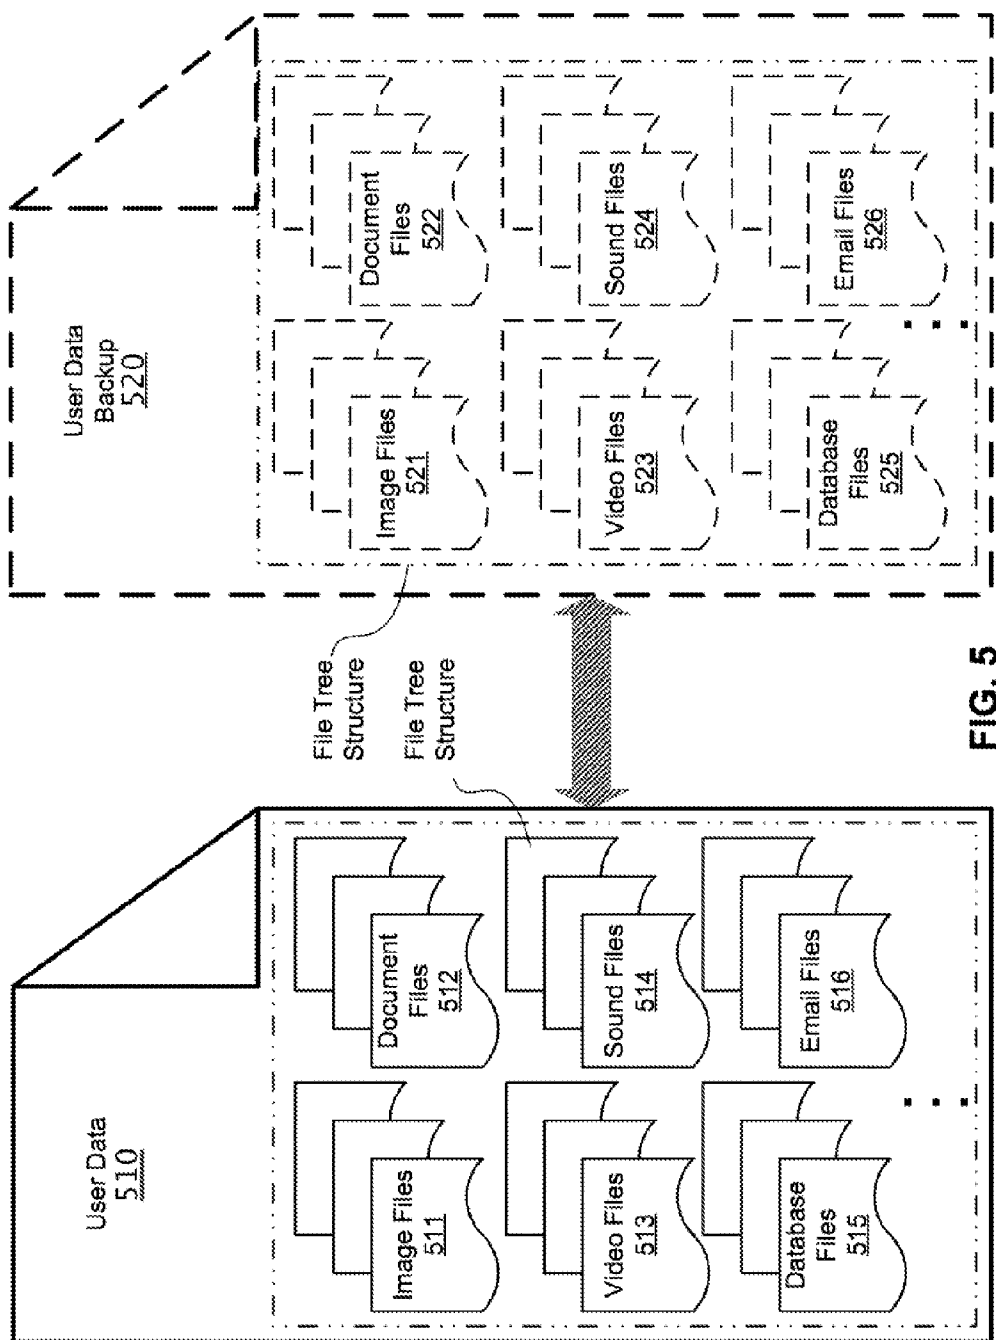 User Data
510
Image Files
511
Document
Files
512
Video Files
513
Sound Files
514
Database
Files
515
Email Files
516
File Tree
Structure
File Tree
Structure
User Data
Backup
520
Image Files
521
Document
Files
522
Video Files
523
Sound Files
524
Database
Files
525
Email Files
526
FIG. 5